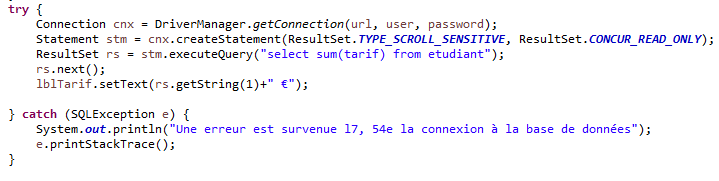 try {
Connection cnx = DriverManager.getConnection(url, user, password);
Statement stm = cnx.createStatement(ResultSet.TYPE_SCROLL_SENSITIVE, ResultSet.CONCUR_READ_ONLY);
ResultSet rs = stm.executeQuery("select sum(tarif) from etudiant");
rs.next();
lblTarif.setText(rs.getString(1)+" €");
} catch (SQLException e) {
System.out.println("Une erreur est survenue l7, 54e la connexion à la base de données");
e.printStackTrace();
}